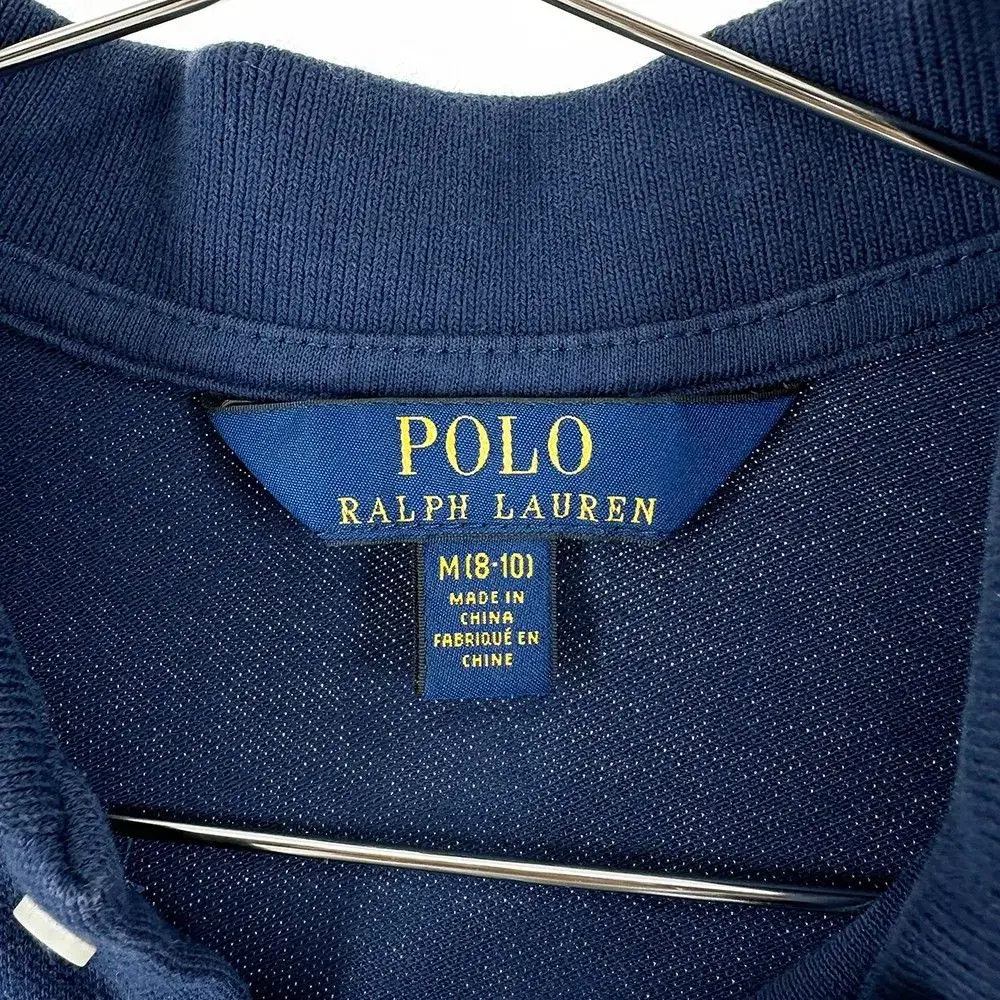 POLO
RALPH LAUREN
M(8-10)
MADE IN
CHINA
FABRIQUÉ EN
CHINE